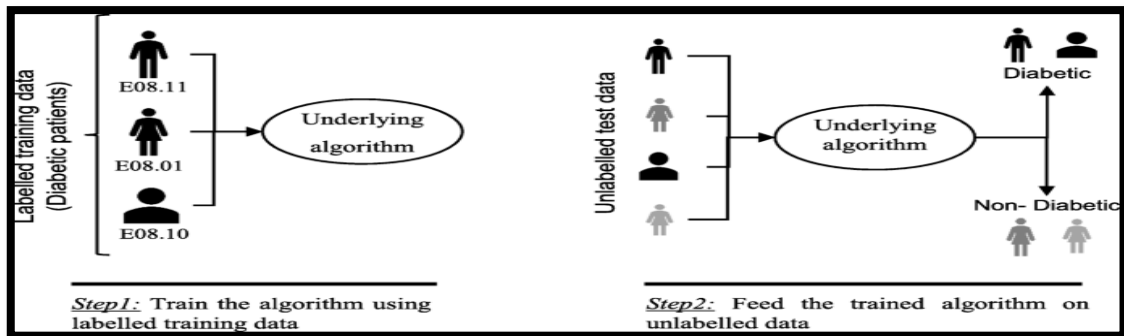 Labelled training data
(Diabetic patients)
E08.11
E08.01
E08.10
Underlying
algorithm
Step1: Train the algorithm using
labelled training data
Unlabelled test data
Underlying
algorithm
Diabetic
Non- Diabetic
Step2: Feed the trained algorithm on
unlabelled data